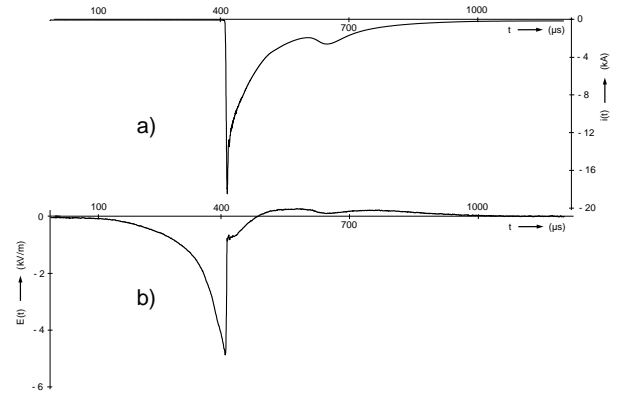 100 400 700 1000
t (µs)
0
- 4
- 8
- 12
- 16
- 20
i(t) (kA)
a)
100 400 700 1000
t (µs)
0
- 2
- 4
- 6
E(t) (kV/m)
b)